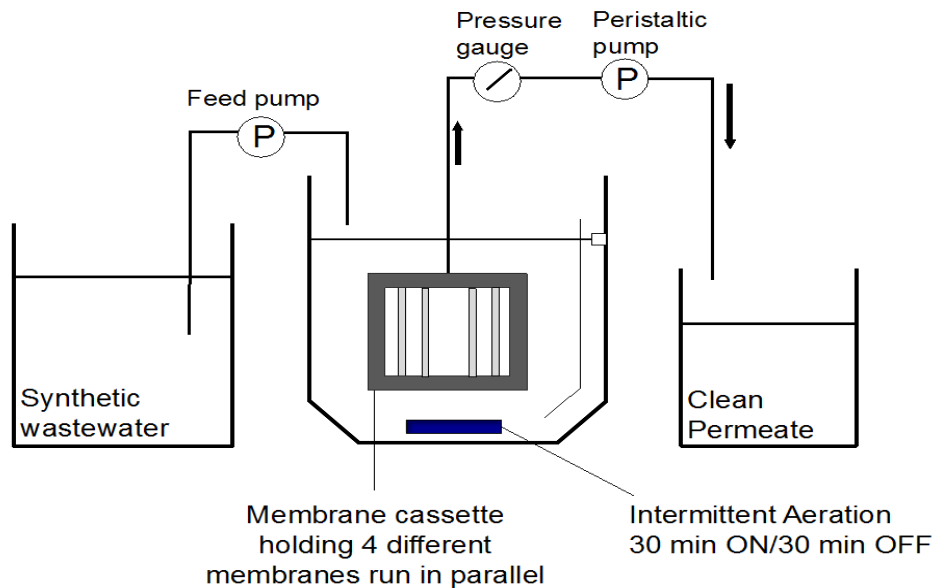 Pressure
gauge
Peristaltic
pump
Feed pump
P
P
Synthetic
wastewater
Clean
Permeate
Membrane cassette
holding 4 different
membranes run in parallel
Intermittent Aeration
30 min ON/30 min OFF